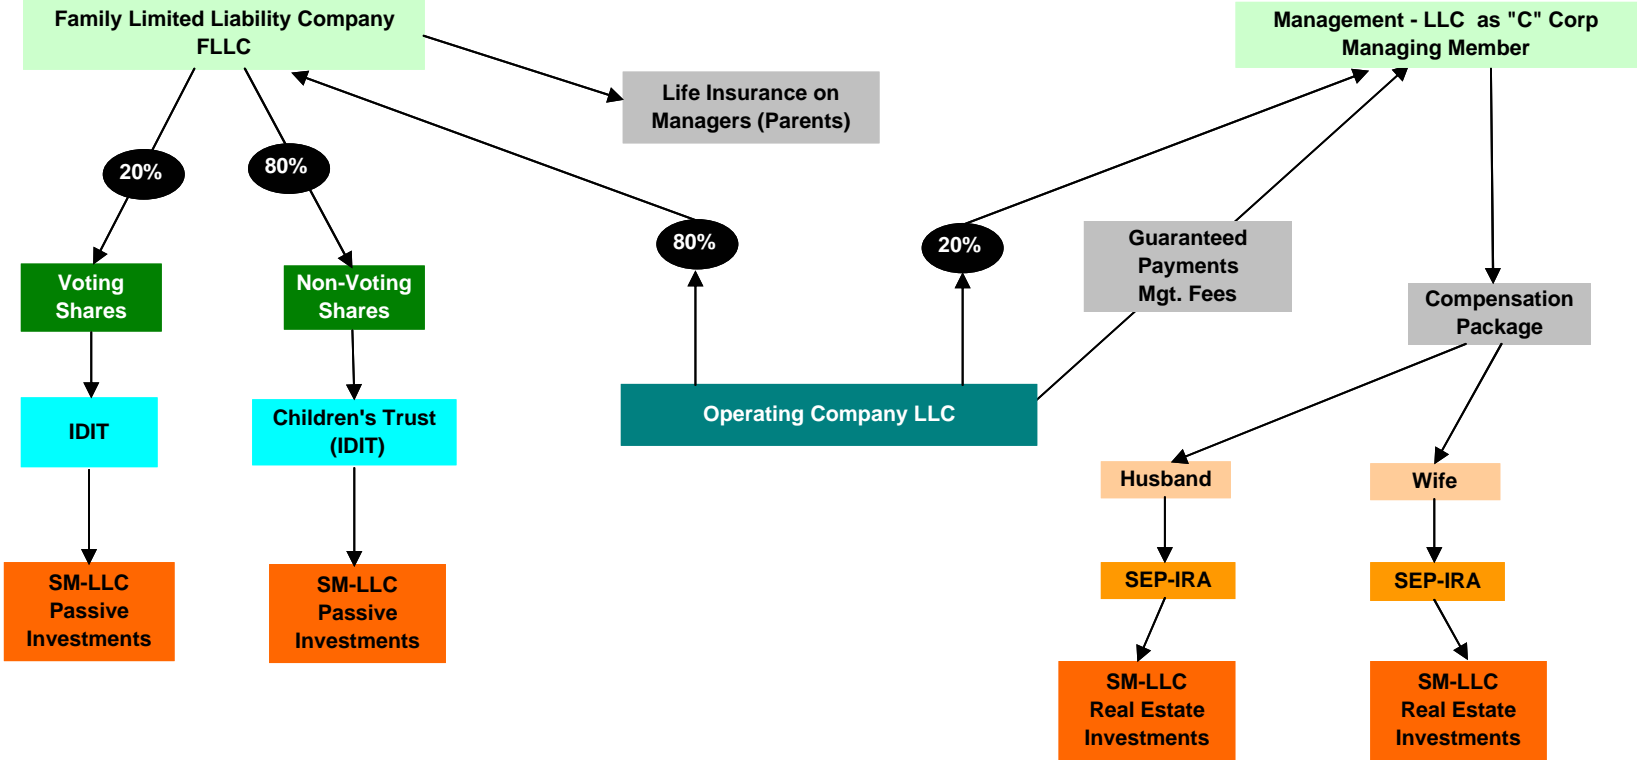 Family Limited Liability Company
FLLC
Management - LLC  as "C" Corp
Managing Member
Life Insurance on
Managers (Parents)
20%
80%
80%
20%
Guaranteed
Payments
Mgt. Fees
Voting
Shares
Non-Voting
Shares
Compensation
Package
IDIT
Children's Trust
(IDIT)
Operating Company LLC
Husband
Wife
SM-LLC
Passive
Investments
SM-LLC
Passive
Investments
SEP-IRA
SEP-IRA
SM-LLC
Real Estate
Investments
SM-LLC
Real Estate
Investments